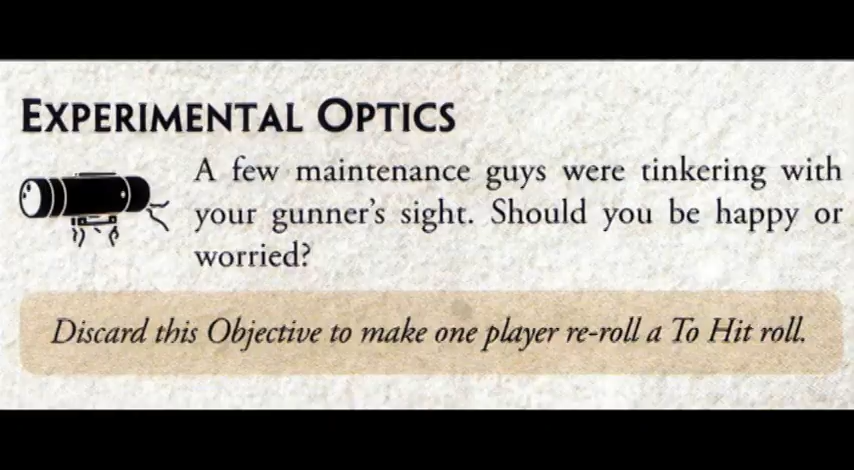 EXPERIMENTAL OPTICS
A few maintenance guys were tinkering with
your gunner's sight. Should you be happy or
worried?
Discard this Objective to make one player re-roll a To Hit roll.